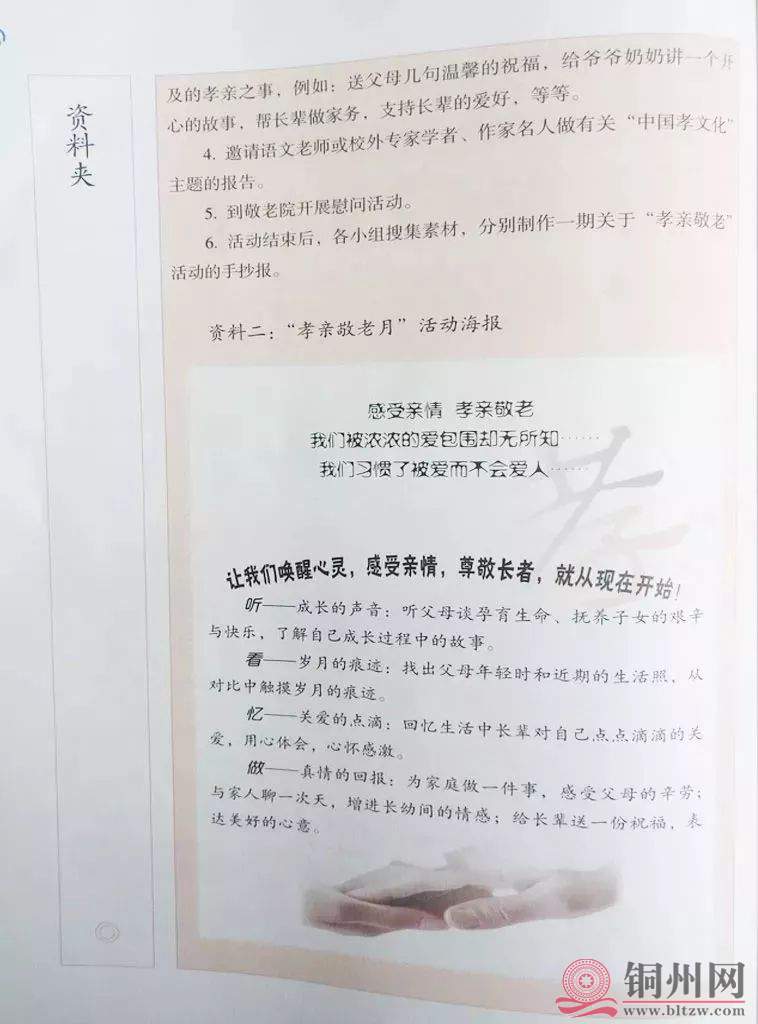 资料夹
及的孝亲之事，例如：送父母几句温馨的祝福，给爷爷奶奶讲一个开
心的故事，帮长辈做家务，支持长辈的爱好，等等。
4. 邀请语文老师或校外专家学者、作家名人做有关“中国孝文化”
主题的报告。
5. 到敬老院开展慰问活动。
6. 活动结束后，各小组搜集素材，分别制作一期关于“孝亲敬老”
活动的手抄报。
资料二：“孝亲敬老月”活动海报
感受亲情 孝亲敬老
我们被浓浓的爱包围却无所知……
我们习惯了被爱而不会爱人……
孝
让我们唤醒心灵，感受亲情，尊敬长者，就从现在开始！
听——成长的声音：听父母谈孕育生命、抚养子女的艰辛
与快乐，了解自己成长过程中的故事。
看——岁月的痕迹：找出父母年轻时和近期的生活照，从
对比中触摸岁月的痕迹。
忆——关爱的点滴：回忆生活中长辈对自己点点滴滴的关
爱，用心体会，心怀感激。
做——真情的回报：为家庭做一件事，感受父母的辛劳；
与家人聊一次天，增进长幼间的情感；给长辈送一份祝福，表
达美好的心意。
铜州网
www.bltzw.com